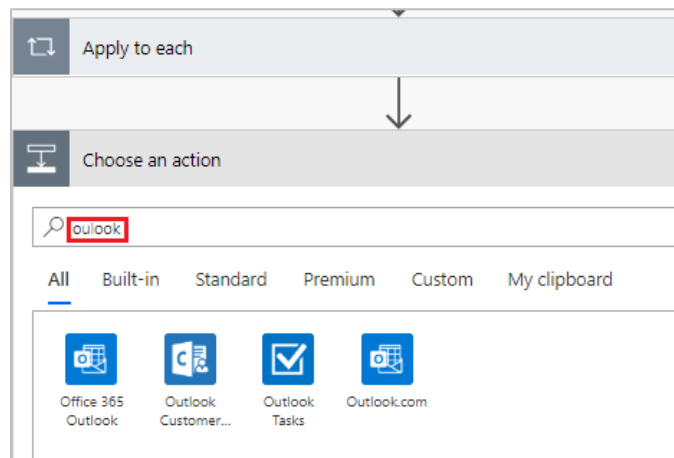 Apply to each
Choose an action
oulook
All Built-in Standard Premium Custom My clipboard
Office 365 Outlook Outlook Outlook.com
Outlook Customer... Tasks